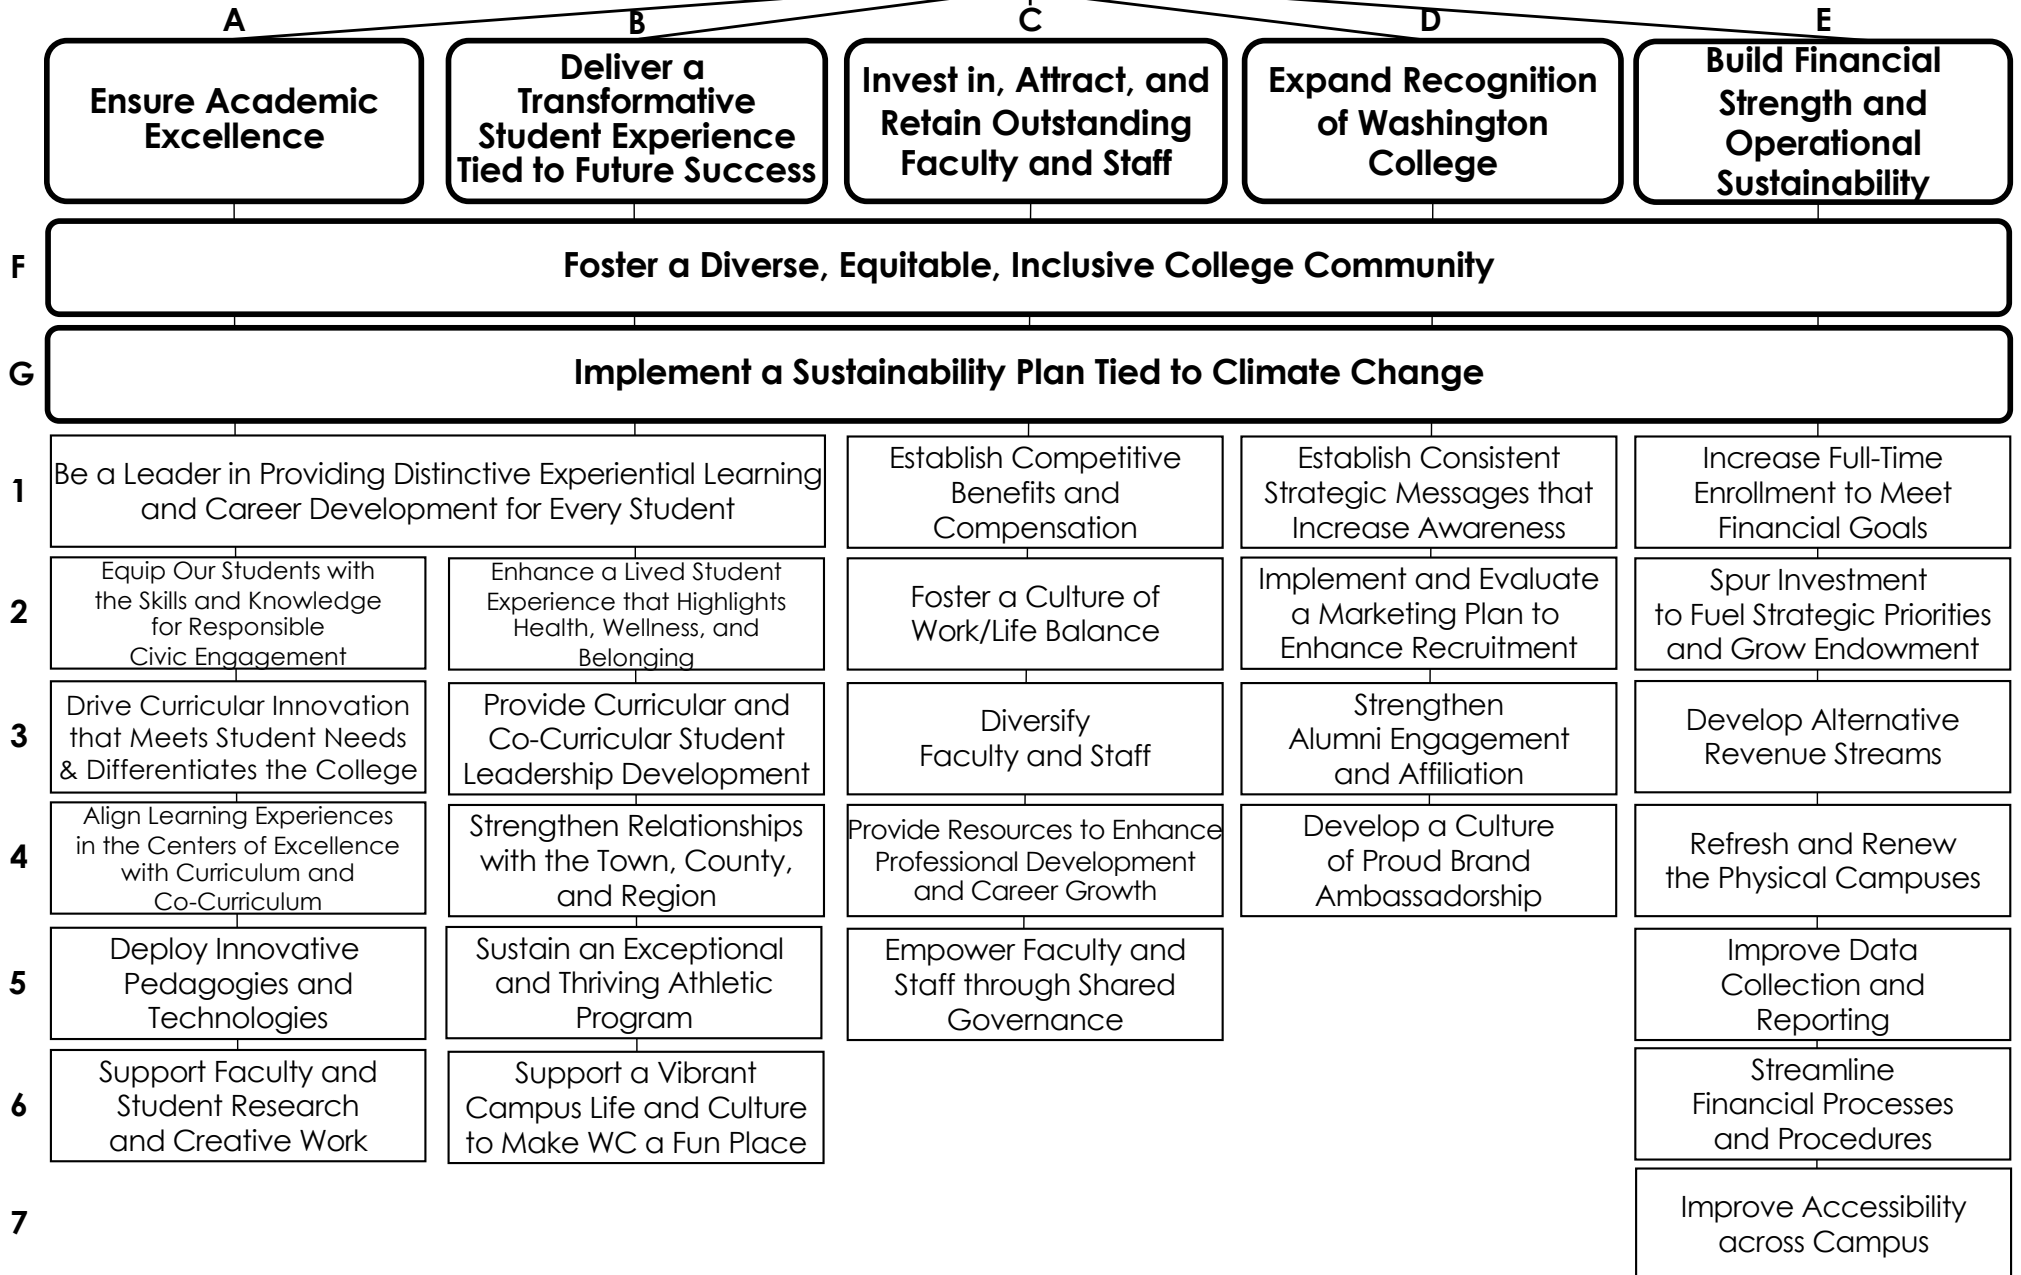 A
B
C
D
E
Ensure Academic
Excellence
Deliver a
Transformative
Student Experience
Tied to Future Success
Invest in, Attract, and
Retain Outstanding
Faculty and Staff
Expand Recognition
of Washington
College
Build Financial
Strength and
Operational
Sustainability
F
Foster a Diverse, Equitable, Inclusive College Community
G
Implement a Sustainability Plan Tied to Climate Change
1
Be a Leader in Providing Distinctive Experiential Learning
and Career Development for Every Student
Establish Competitive
Benefits and
Compensation
Establish Consistent
Strategic Messages that
Increase Awareness
Increase Full-Time
Enrollment to Meet
Financial Goals
2
Equip Our Students with
the Skills and Knowledge
for Responsible
Civic Engagement
Enhance a Lived Student
Experience that Highlights
Health, Wellness, and
Belonging
Foster a Culture of
Work/Life Balance
Implement and Evaluate
a Marketing Plan to
Enhance Recruitment
Spur Investment
to Fuel Strategic Priorities
and Grow Endowment
3
Drive Curricular Innovation
that Meets Student Needs
& Differentiates the College
Provide Curricular and
Co-Curricular Student
Leadership Development
Diversify
Faculty and Staff
Strengthen
Alumni Engagement
and Affiliation
Develop Alternative
Revenue Streams
4
Align Learning Experiences
in the Centers of Excellence
with Curriculum and
Co-Curriculum
Strengthen Relationships
with the Town, County,
and Region
Provide Resources to Enhance
Professional Development
and Career Growth
Develop a Culture
of Proud Brand
Ambassadorship
Refresh and Renew
the Physical Campuses
5
Deploy Innovative
Pedagogies and
Technologies
Sustain an Exceptional
and Thriving Athletic
Program
Empower Faculty and
Staff through Shared
Governance
Improve Data
Collection and
Reporting
6
Support Faculty and
Student Research
and Creative Work
Support a Vibrant
Campus Life and Culture
to Make WC a Fun Place
Streamline
Financial Processes
and Procedures
7
Improve Accessibility
across Campus